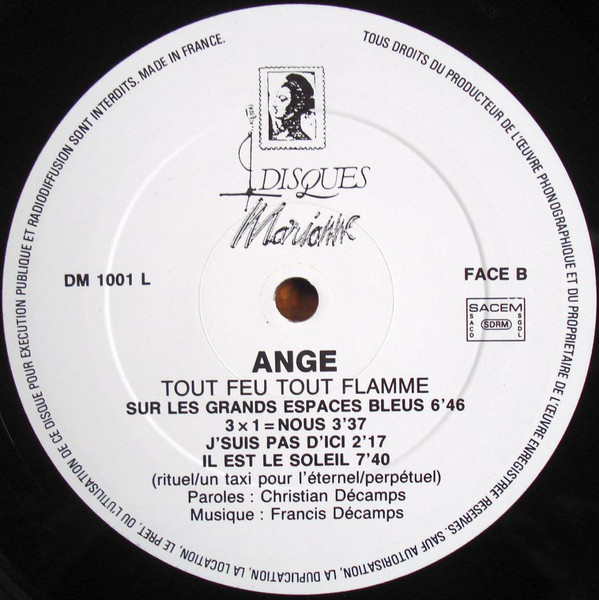 TOUS DROITS DU PRODUCTEUR DE L'ŒUVRE PHONOGRAPHIQUE ET DU PROPRIETAIRE DE L'ŒUVRE ENREGISTREE RESERVES. SAUF AUTORISATION, LA DUPLICATION, LA LOCATION, LE PRET, OU L'UTILISATION DE CE DISQUE POUR EXECUTION PUBLIQUE ET RADIODIFFUSION SONT INTERDITS. MADE IN FRANCE.
DISQUES
Marianne
DM 1001 L
FACE B
SACEM
SACD
SDRM
SGDL
ANGE
TOUT FEU TOUT FLAMME
SUR LES GRANDS ESPACES BLEUS 6'46
3 x 1 = NOUS 3'37
J'SUIS PAS D'ICI 2'17
IL EST LE SOLEIL 7'40
(rituel/un taxi pour l'éternel/perpétuel)
Paroles : Christian Décamps
Musique : Francis Décamps